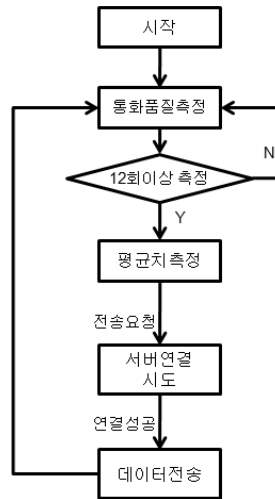 시작
통화품질측정
12회이상 측정
N
Y
평균치측정
전송요청
서버연결
시도
연결성공
데이터전송